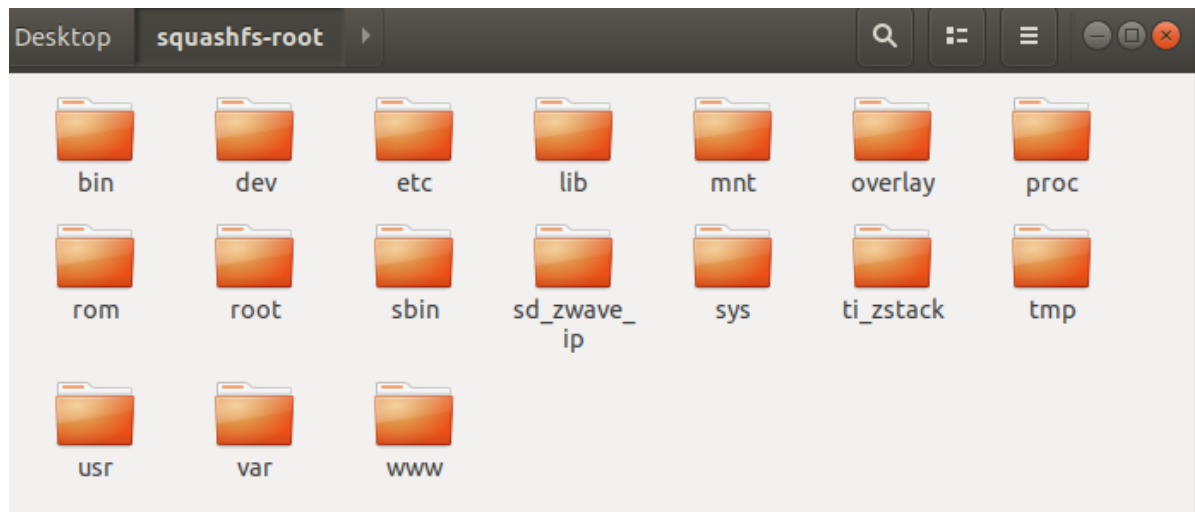 Desktop squashfs-root
bin dev etc lib mnt overlay proc
rom root sbin sd_zwave_ sys ti_zstack tmp
ip
usr var www